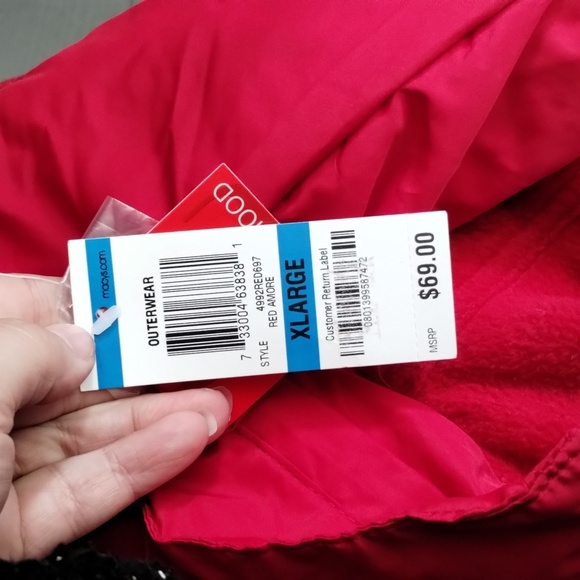 macys.com
OUTERWEAR
7 33004 63838 1
STYLE 4992RED697
RED AMORE
XLARGE
Customer Return Label
0801399587472
MSRP $69.00
OOD